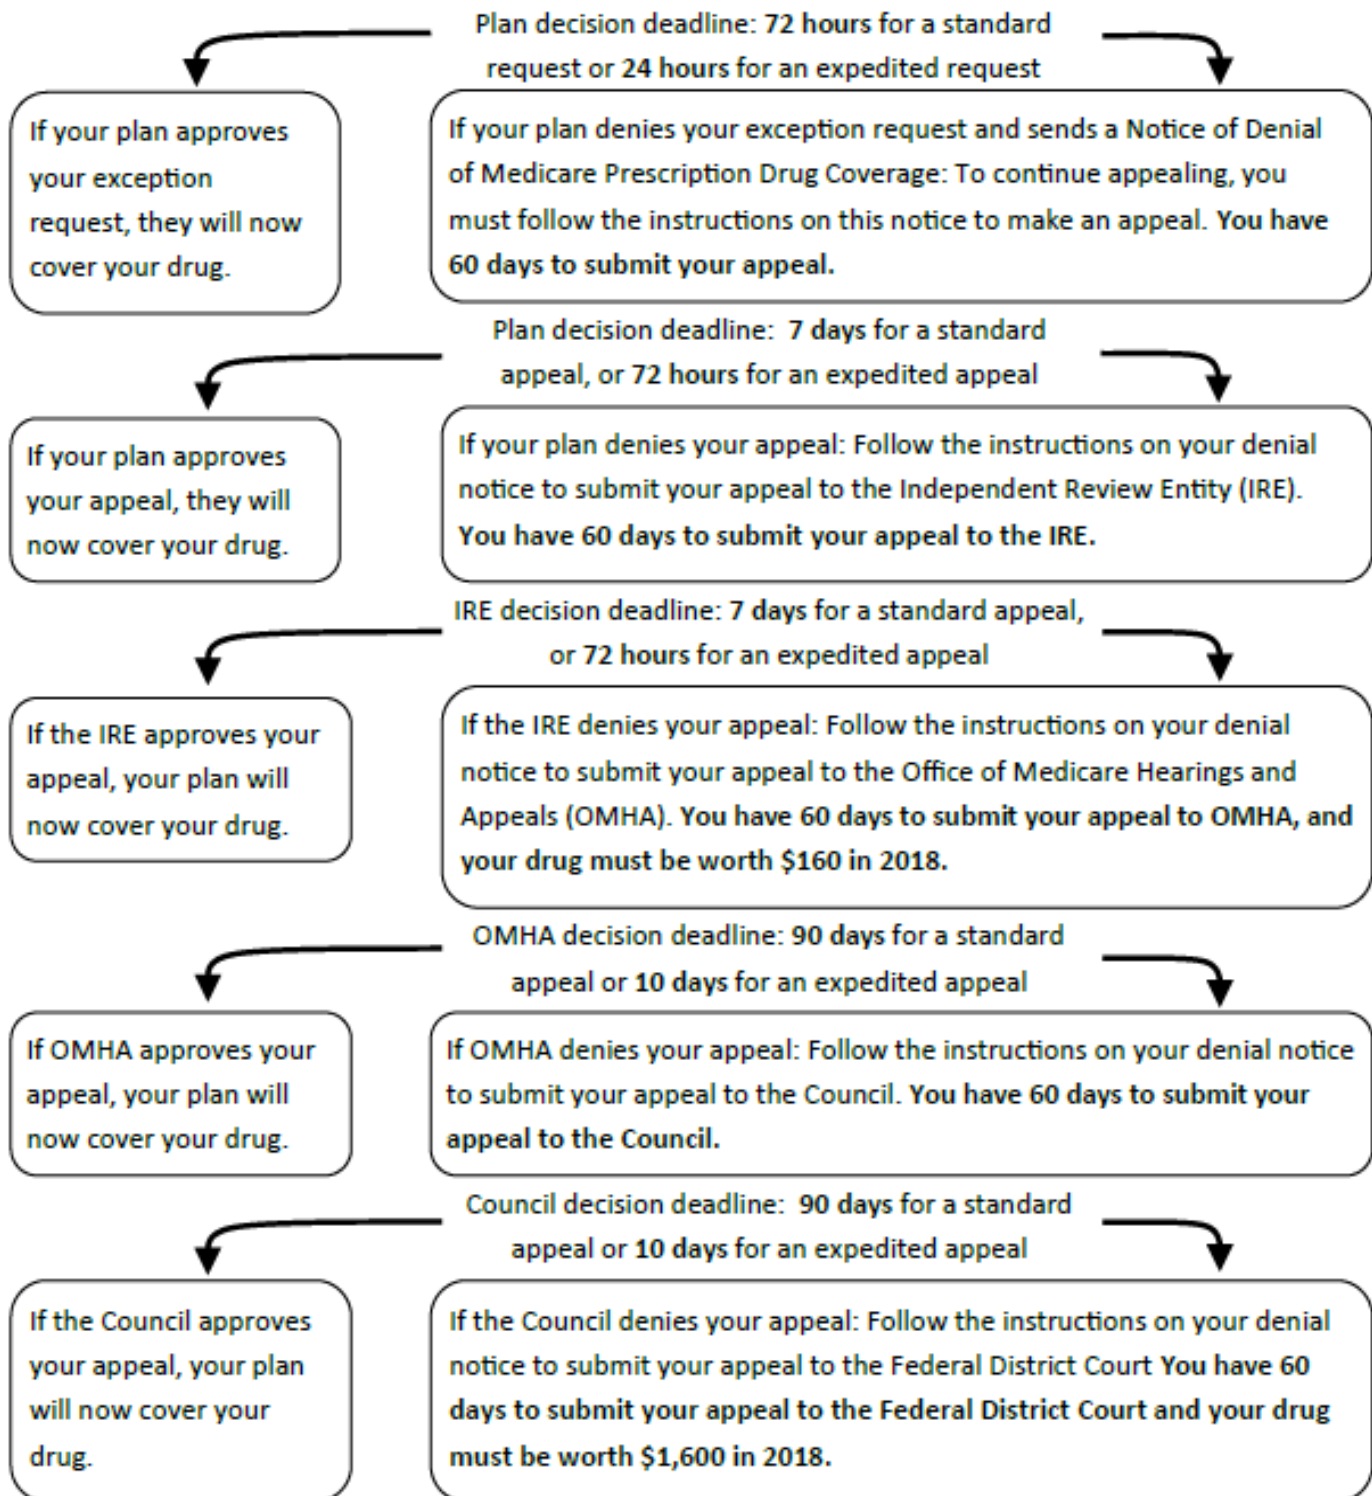 Plan decision deadline: 72 hours for a standard
request or 24 hours for an expedited request
If your plan approves
your exception
request, they will now
cover your drug.
If your plan denies your exception request and sends a Notice of Denial
of Medicare Prescription Drug Coverage: To continue appealing, you
must follow the instructions on this notice to make an appeal. You have
60 days to submit your appeal.
Plan decision deadline: 7 days for a standard
appeal, or 72 hours for an expedited appeal
If your plan approves
your appeal, they will
now cover your drug.
If your plan denies your appeal: Follow the instructions on your denial
notice to submit your appeal to the Independent Review Entity (IRE).
You have 60 days to submit your appeal to the IRE.
IRE decision deadline: 7 days for a standard appeal,
or 72 hours for an expedited appeal
If the IRE approves your
appeal, your plan will
now cover your drug.
If the IRE denies your appeal: Follow the instructions on your denial
notice to submit your appeal to the Office of Medicare Hearings and
Appeals (OMHA). You have 60 days to submit your appeal to OMHA, and
your drug must be worth $160 in 2018.
OMHA decision deadline: 90 days for a standard
appeal or 10 days for an expedited appeal
If OMHA approves your
appeal, your plan will
now cover your drug.
If OMHA denies your appeal: Follow the instructions on your denial notice
to submit your appeal to the Council. You have 60 days to submit your
appeal to the Council.
Council decision deadline: 90 days for a standard
appeal or 10 days for an expedited appeal
If the Council approves
your appeal, your plan
will now cover your
drug.
If the Council denies your appeal: Follow the instructions on your denial
notice to submit your appeal to the Federal District Court You have 60
days to submit your appeal to the Federal District Court and your drug
must be worth $1,600 in 2018.